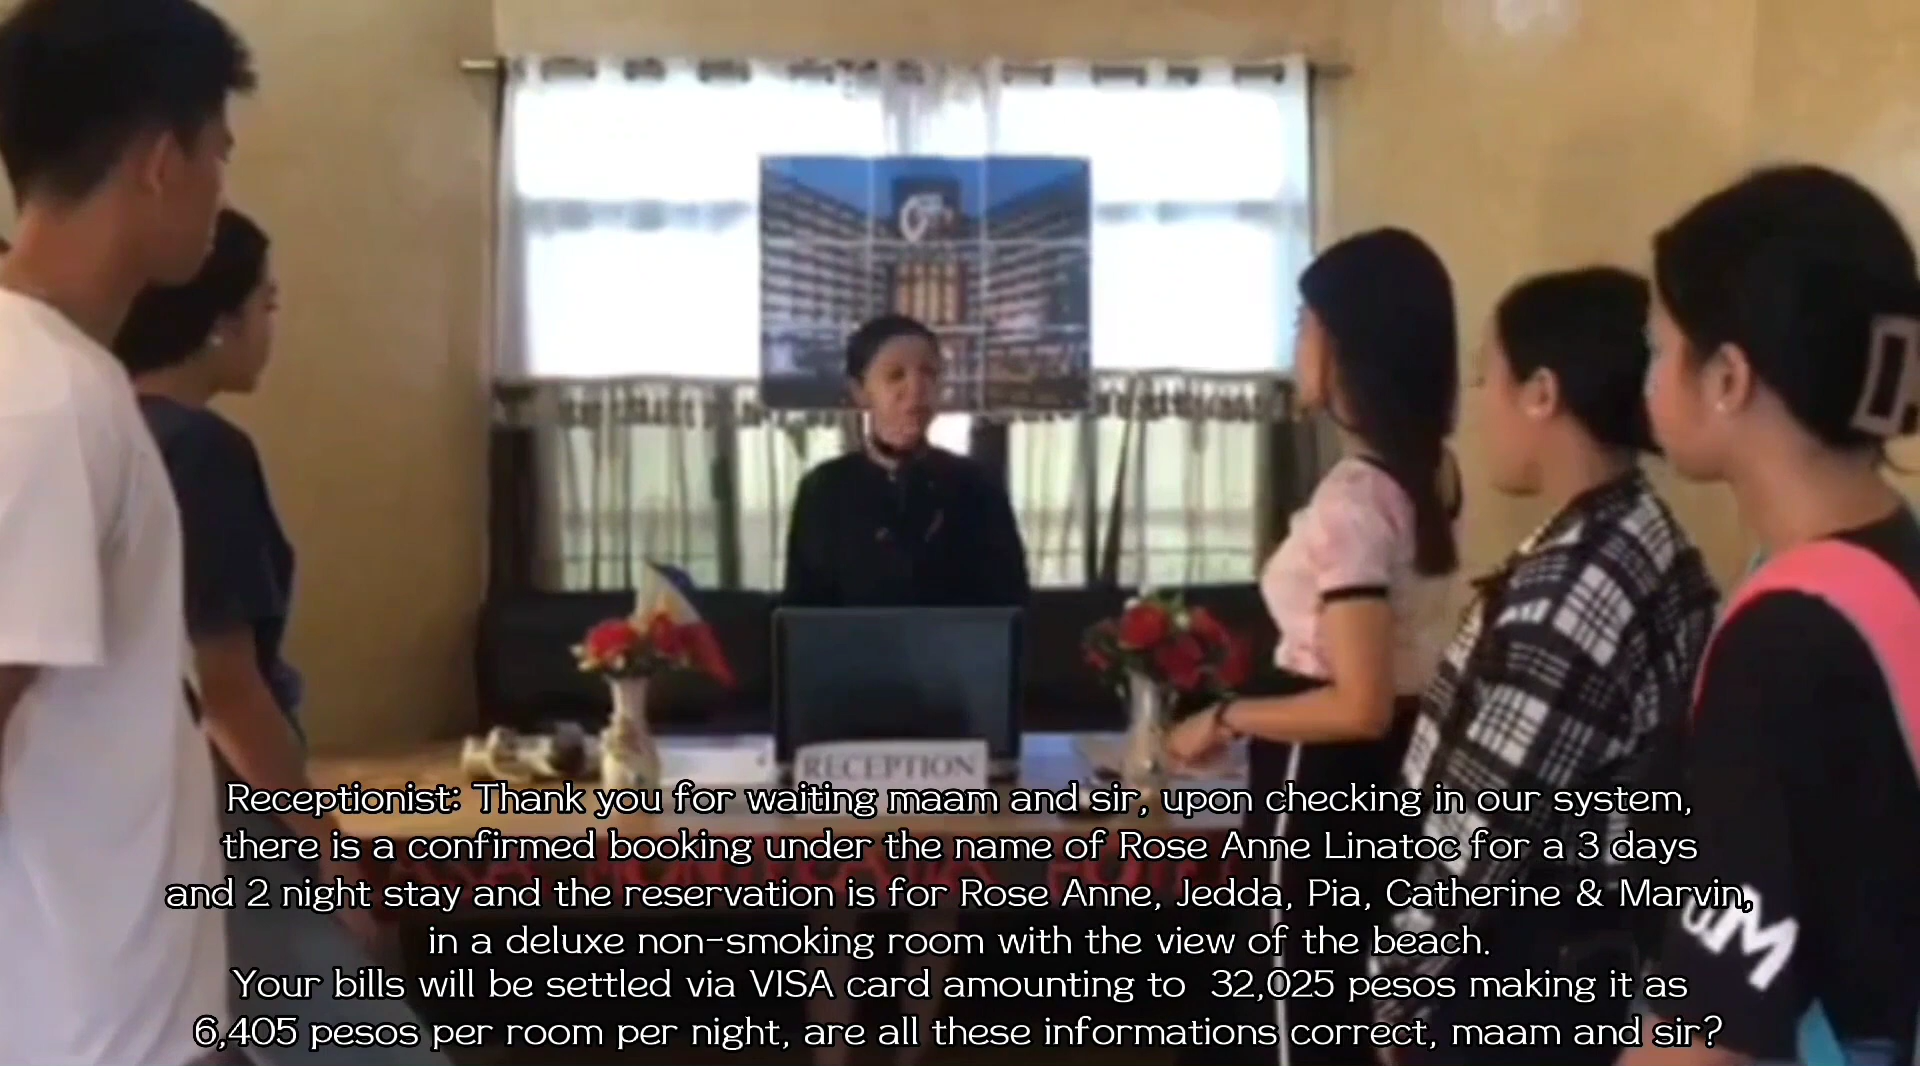 RECEPTION
Receptionist: Thank you for waiting maam and sir, upon checking in our system,
there is a confirmed booking under the name of Rose Anne Linatoc for a 3 days
and 2 night stay and the reservation is for Rose Anne, Jedda, Pia, Catherine & Marvin,
in a deluxe non-smoking room with the view of the beach.
Your bills will be settled via VISA card amounting to 32,025 pesos making it as
6,405 pesos per room per night, are all these informations correct, maam and sir?